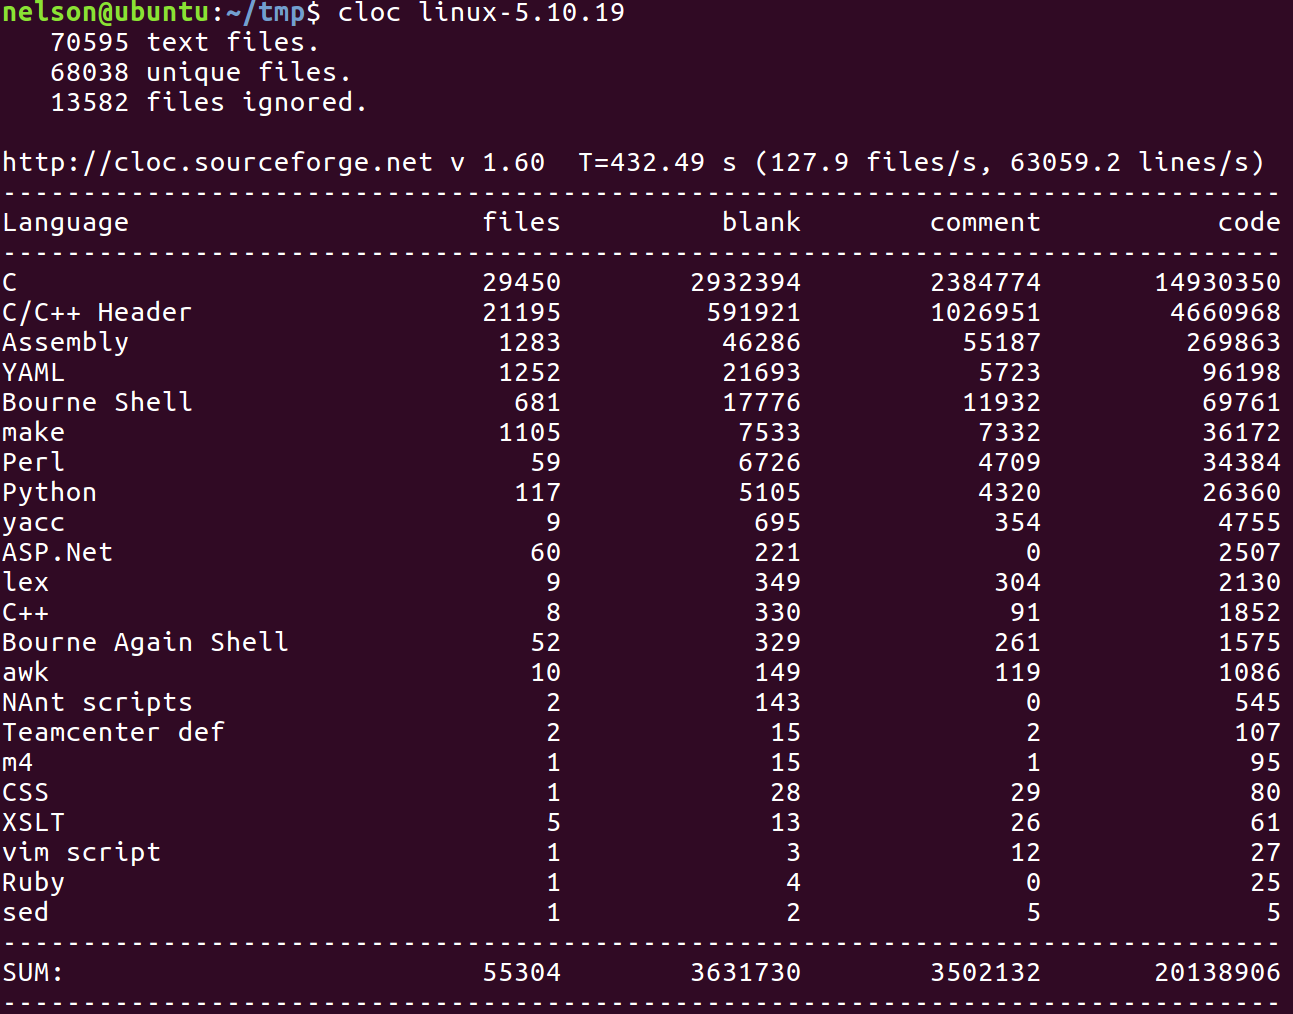 nelson@ubuntu:~/tmp$ cloc linux-5.10.19
   70595 text files.
   68038 unique files.
   13582 files ignored.

http://cloc.sourceforge.net v 1.60  T=432.49 s (127.9 files/s, 63059.2 lines/s)
--------------------------------------------------------------------------------
Language                      files          blank        comment           code
--------------------------------------------------------------------------------
C                             29450        2932394        2384774       14930350
C/C++ Header                  21195         591921        1026951        4660968
Assembly                       1283          46286          55187         269863
YAML                           1252          21693           5723          96198
Bourne Shell                    681          17776          11932          69761
make                           1105           7533           7332          36172
Perl                             59           6726           4709          34384
Python                          117           5105           4320          26360
yacc                              9            695            354           4755
ASP.Net                          60            221              0           2507
lex                               9            349            304           2130
C++                               8            330             91           1852
Bourne Again Shell               52            329            261           1575
awk                              10            149            119           1086
NAnt scripts                      2            143              0            545
Teamcenter def                    2             15              2            107
m4                                1             15              1             95
CSS                               1             28             29             80
XSLT                              5             13             26             61
vim script                        1              3             12             27
Ruby                              1              4              0             25
sed                               1              2              5              5
--------------------------------------------------------------------------------
SUM:                          55304        3631730        3502132       20138906
--------------------------------------------------------------------------------